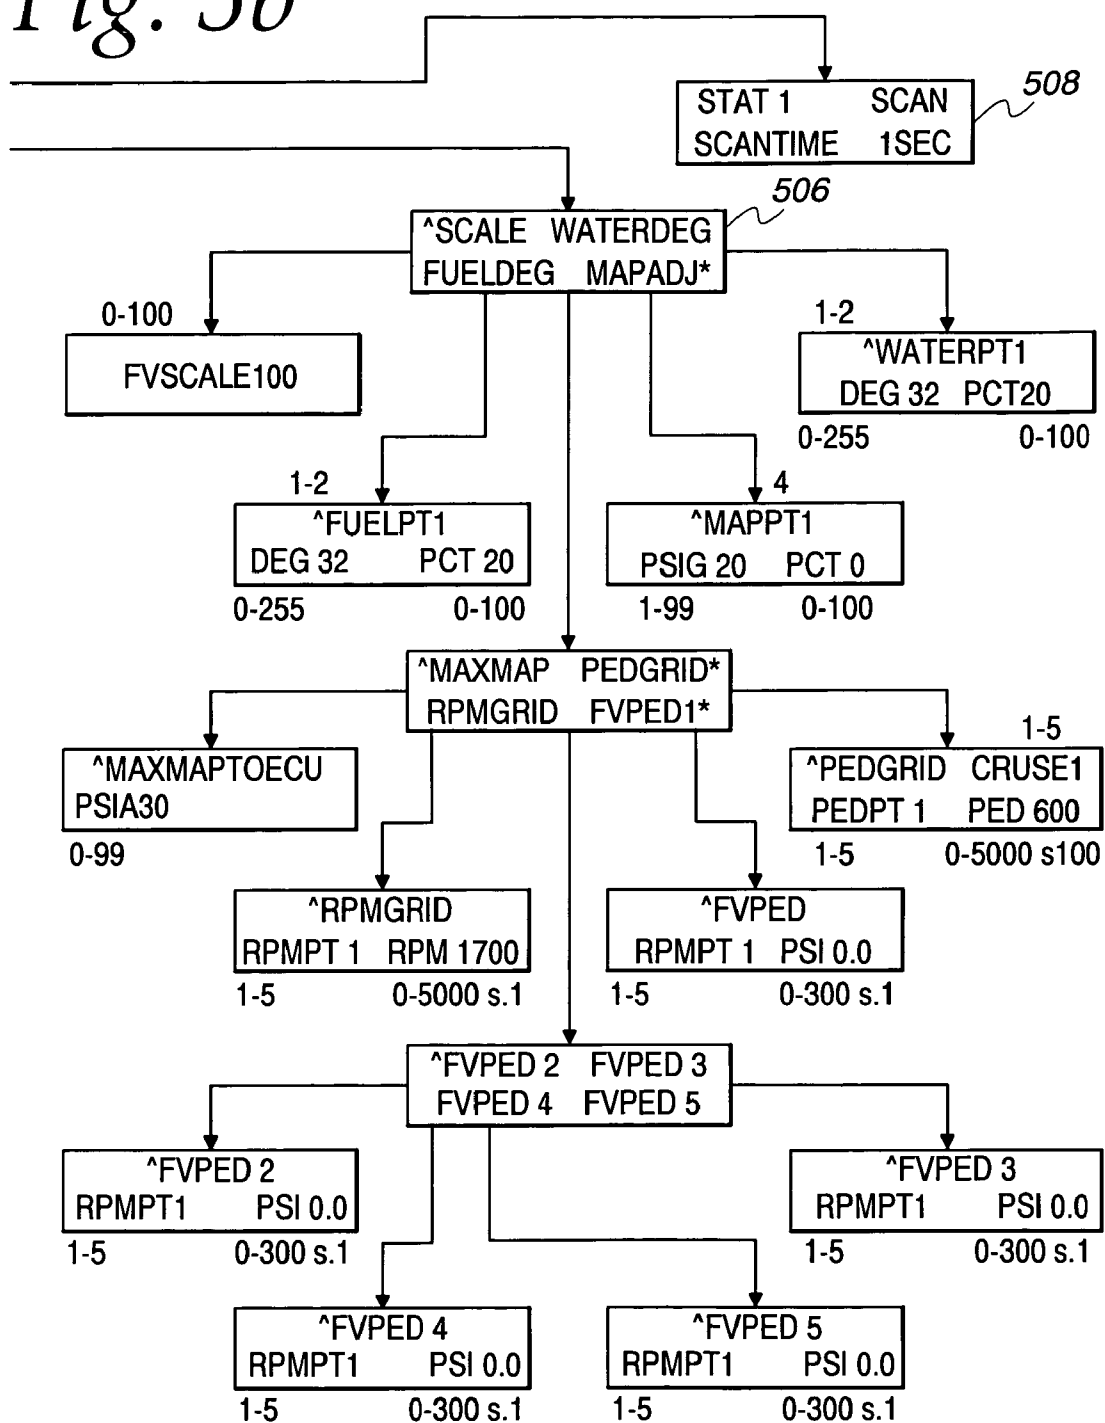 Fig. 5b
508
STAT 1 SCAN
SCANTIME 1SEC
506
^SCALE WATERDEG
FUELDEG MAPADJ*
0-100
FVSCALE100
1-2
^WATERPT1
DEG 32 PCT20
0-255 0-100
1-2
^FUELPT1
DEG 32 PCT 20
0-255 0-100
4
^MAPPT1
PSIG 20 PCT 0
1-99 0-100
^MAXMAP PEDGRID*
RPMGRID FVPED1*
^MAXMAPTOECU
PSIA30
0-99
1-5
^PEDGRID CRUSE1
PEDPT 1 PED 600
1-5 0-5000 s100
^RPMGRID
RPMPT 1 RPM 1700
1-5 0-5000 s.1
^FVPED
RPMPT 1 PSI 0.0
1-5 0-300 s.1
^FVPED 2 FVPED 3
FVPED 4 FVPED 5
^FVPED 2
RPMPT1 PSI 0.0
1-5 0-300 s.1
^FVPED 3
RPMPT1 PSI 0.0
1-5 0-300 s.1
^FVPED 4
RPMPT1 PSI 0.0
1-5 0-300 s.1
^FVPED 5
RPMPT1 PSI 0.0
1-5 0-300 s.1